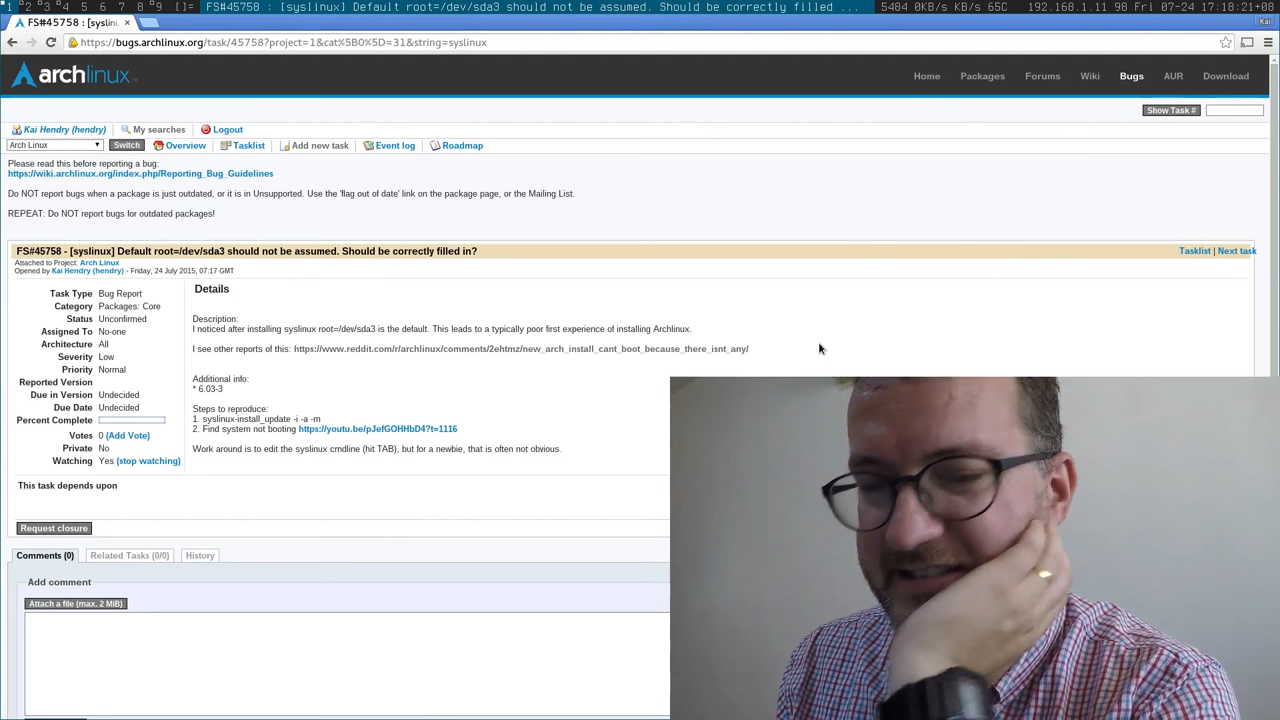 1 2 3 4 5 6 7 8 9 []= FS#45758 : [syslinux] Default root=/dev/sda3 should not be assumed. Should be correctly filled ... 5484 0KB/s KB/s 65C 192.168.1.11 98 Fri 07-24 17:18:21+08
FS#45758 : [syslin
Kai
https://bugs.archlinux.org/task/45758?project=1&cat%5B0%5D=31&string=syslinux
archlinux
Home Packages Forums Wiki Bugs AUR Download
Show Task #
Kai Hendry (hendry) My searches Logout
Arch Linux Switch Overview Tasklist Add new task Event log Roadmap
Please read this before reporting a bug:
https://wiki.archlinux.org/index.php/Reporting_Bug_Guidelines
Do NOT report bugs when a package is just outdated, or it is in Unsupported. Use the 'flag out of date' link on the package page, or the Mailing List.
REPEAT: Do NOT report bugs for outdated packages!
FS#45758 - [syslinux] Default root=/dev/sda3 should not be assumed. Should be correctly filled in?
Tasklist | Next task
Attached to Project: Arch Linux
Opened by Kai Hendry (hendry) - Friday, 24 July 2015, 07:17 GMT
Task Type Bug Report
Category Packages: Core
Status Unconfirmed
Assigned To No-one
Architecture All
Severity Low
Priority Normal
Reported Version
Due in Version Undecided
Due Date Undecided
Percent Complete
Votes 0 (Add Vote)
Private No
Watching Yes (stop watching)
Details
Description:
I noticed after installing syslinux root=/dev/sda3 is the default. This leads to a typically poor first experience of installing Archlinux.
I see other reports of this: https://www.reddit.com/r/archlinux/comments/2ehtmz/new_arch_install_cant_boot_because_there_isnt_any/
Additional info:
* 6.03-3
Steps to reproduce:
1. syslinux-install_update -i -a -m
2. Find system not booting https://youtu.be/pJefGOHHbD4?t=1116
Work around is to edit the syslinux cmdline (hit TAB), but for a newbie, that is often not obvious.
This task depends upon
Request closure
Comments (0) Related Tasks (0/0) History
Add comment
Attach a file (max. 2 MiB)